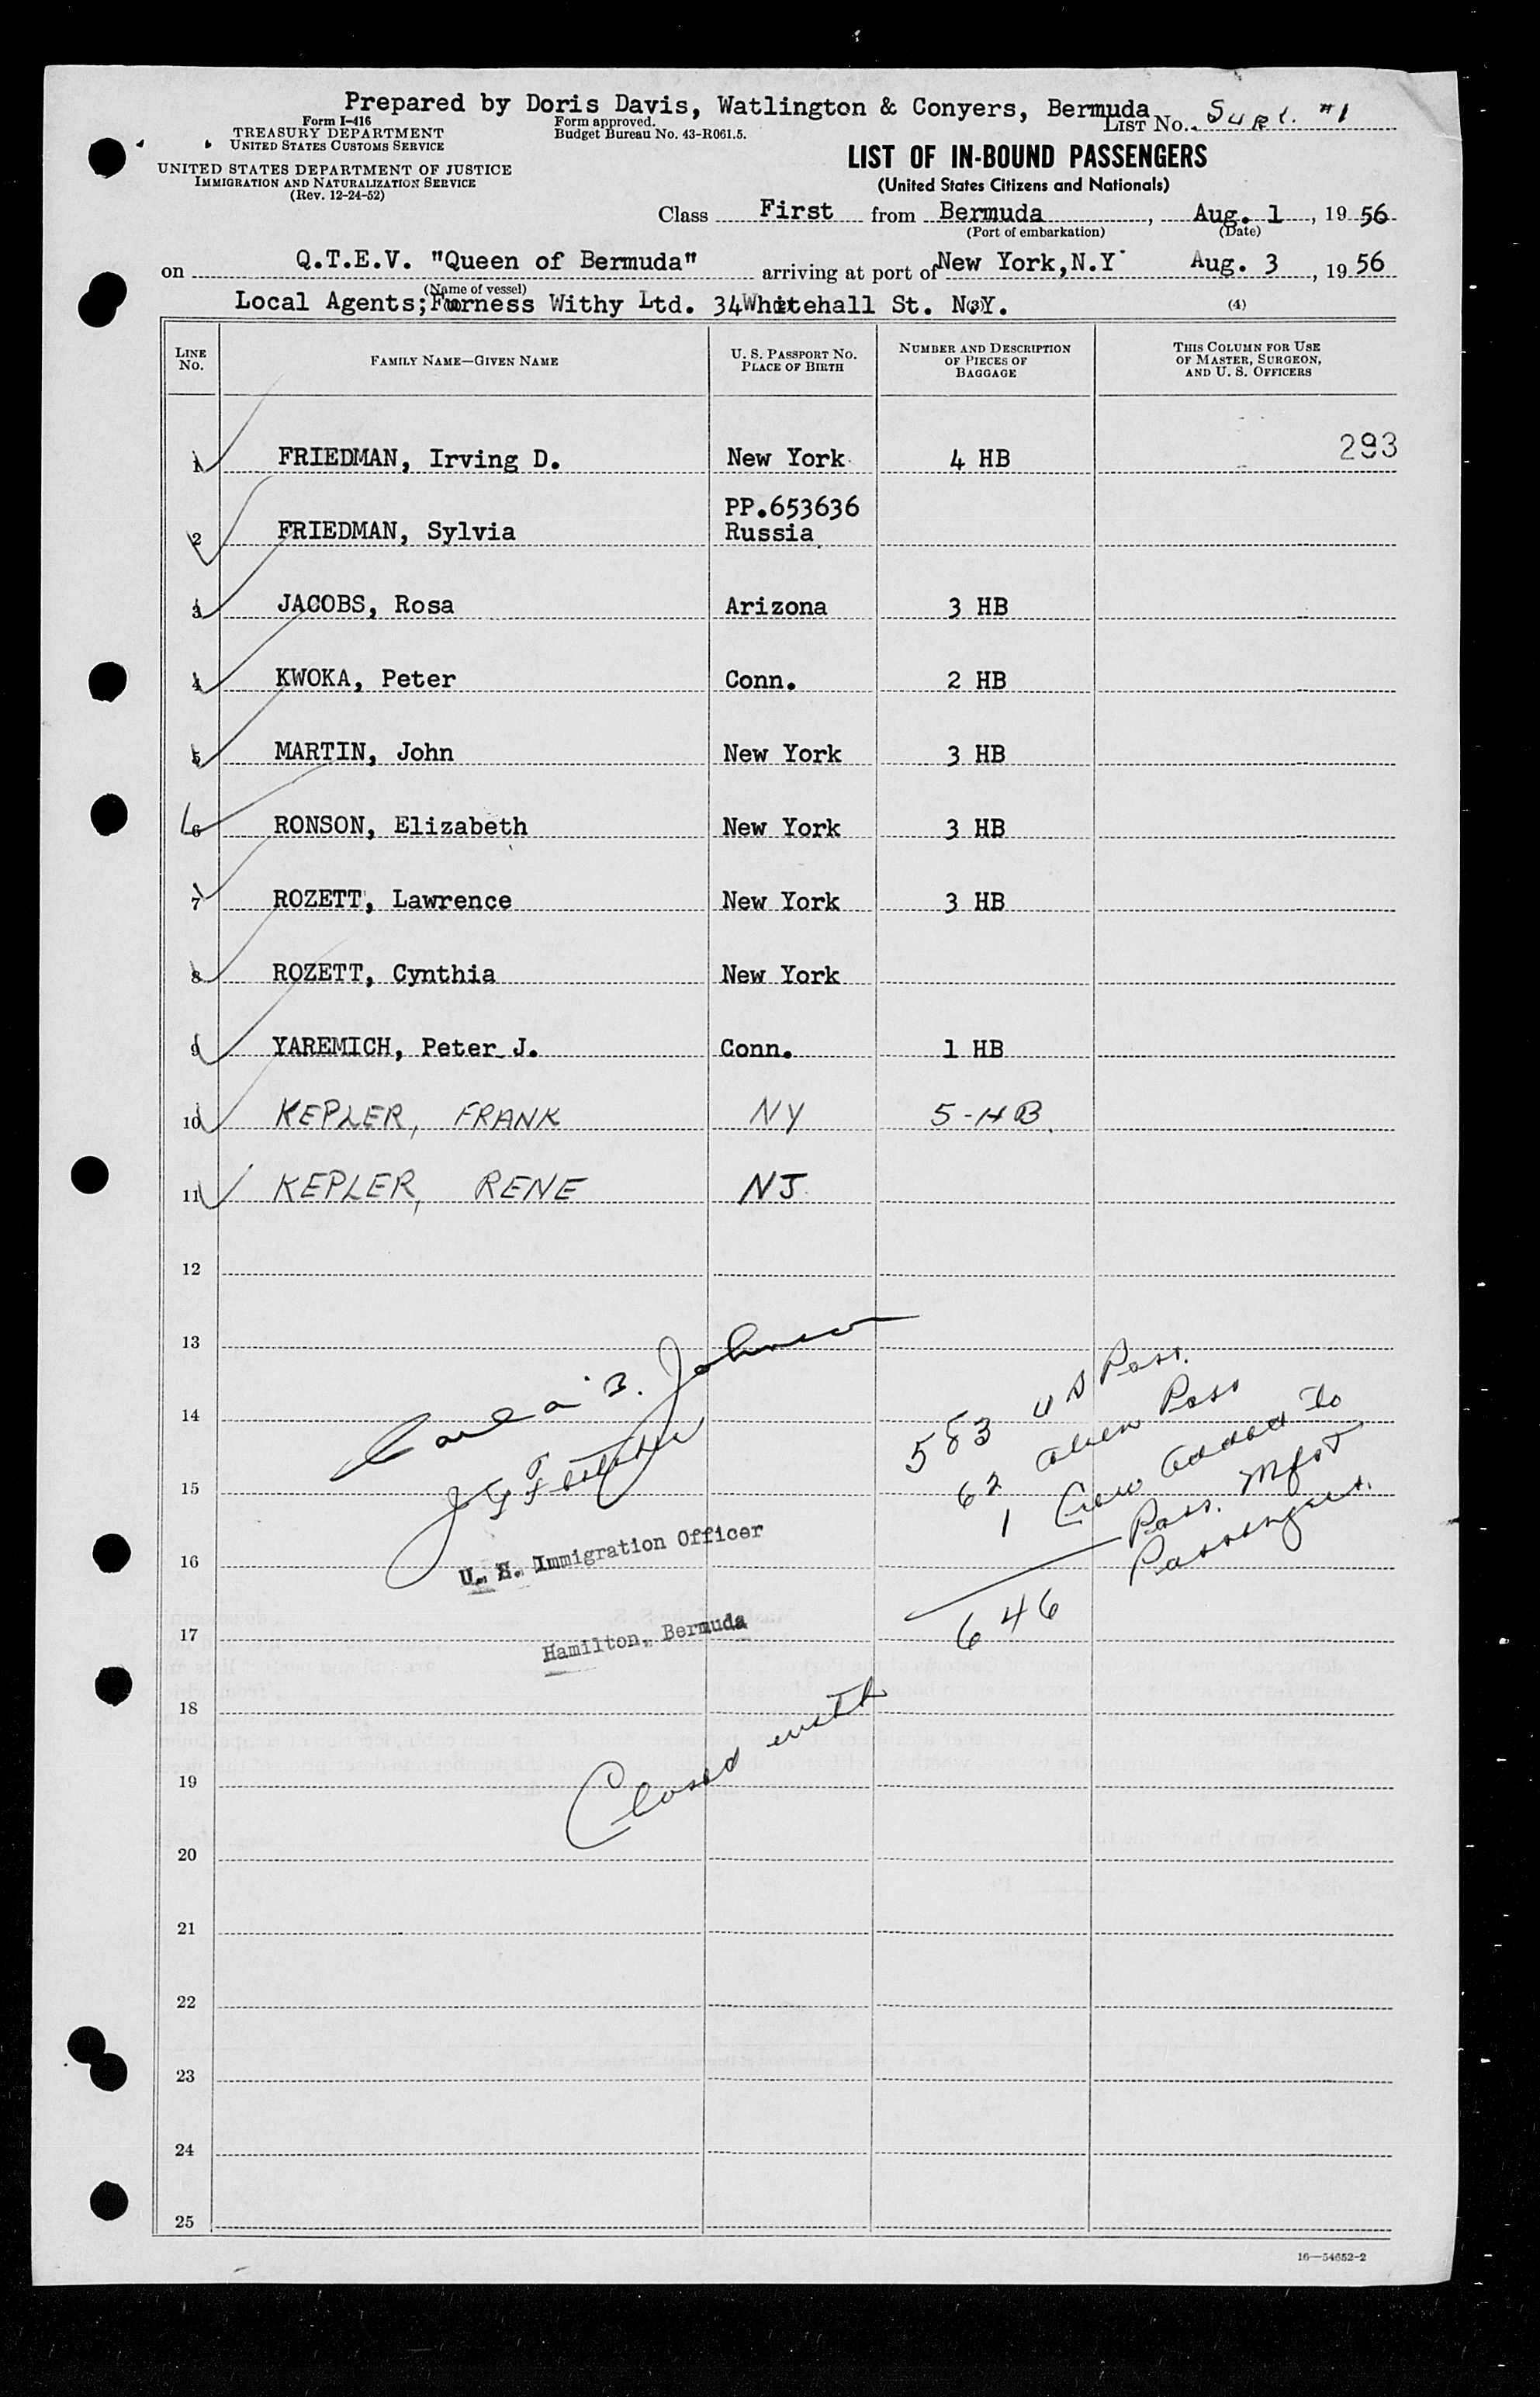 Prepared by Doris Davis, Watlington & Conyers, Bermuda
Form I-416
TREASURY DEPARTMENT
UNITED STATES CUSTOMS SERVICE
UNITED STATES DEPARTMENT OF JUSTICE
IMMIGRATION AND NATURALIZATION SERVICE
(Rev. 12-24-52)
Form approved.
Budget Bureau No. 43-R061.5.
LIST No. #1
LIST OF IN-BOUND PASSENGERS
(United States Citizens and Nationals)
Class First from Bermuda, Aug. 1, 1956
(Port of embarkation) (Date)
on Q.T.E.V. "Queen of Bermuda" arriving at port of New York, N.Y. Aug. 3, 1956
(Name of vessel)
Local Agents; Furness Withy Ltd. 34 Whitehall St. N.Y.
(4)
LINE No. FAMILY NAME—GIVEN NAME U. S. PASSPORT No. PLACE OF BIRTH NUMBER AND DESCRIPTION OF PIECES OF BAGGAGE THIS COLUMN FOR USE OF MASTER, SURGEON, AND U. S. OFFICERS
1 FRIEDMAN, Irving D. New York 4 HB 293
2 FRIEDMAN, Sylvia PP.653636 Russia
3 JACOBS, Rosa Arizona 3 HB
4 KWOKA, Peter Conn. 2 HB
5 MARTIN, John New York 3 HB
6 RONSON, Elizabeth New York 3 HB
7 ROZETT, Lawrence New York 3 HB
8 ROZETT, Cynthia New York
9 YAREMICH, Peter J. Conn. 1 HB
10 KEPLER, FRANK NY 5-HB.
11 KEPLER, RENE NJ
12
13
14
15
16
17
18
19
20
21
22
23
24
25
B. Johnson
U. S. Immigration Officer
Hamilton, Bermuda
Closed with
583 US Pass.
62 Alien Pass
1 Crew Added To
Pass. Mfst
646 Passengers.
16—54652-2